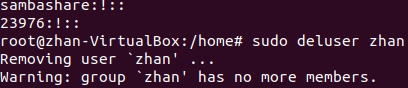 sambashare:!::
23976:!::
root@zhan-VirtualBox:/home# sudo deluser zhan
Removing user `zhan' ...
Warning: group `zhan' has no more members.